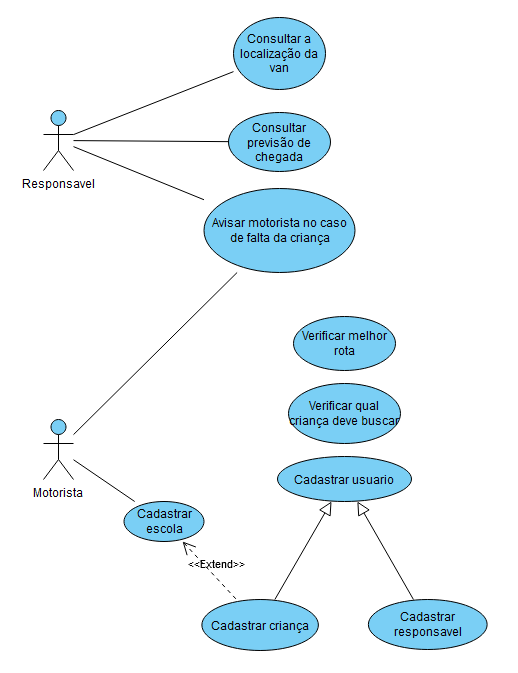 Consultar a
localização da
van
Consultar
previsão de
chegada
Responsavel
Avisar motorista no caso
de falta da criança
Verificar melhor
rota
Verificar qual
criança deve buscar
Cadastrar usuario
Motorista
Cadastrar
escola
<<Extend>>
Cadastrar criança
Cadastrar
responsavel